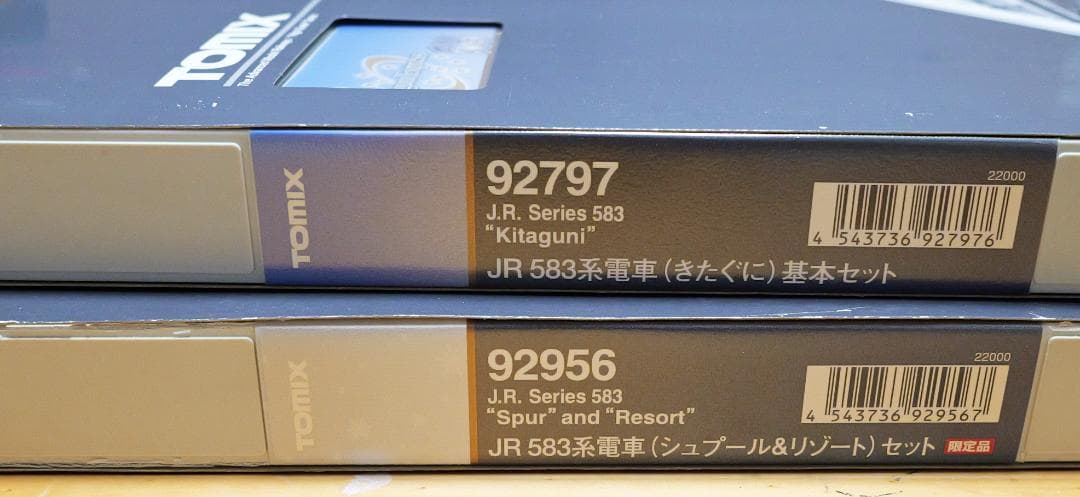 TOMIX
TOMIX
92797
J.R. Series 583
“Kitaguni”
JR 583系電車（きたぐに）基本セット
22000
4 543736 927976
TOMIX
92956
J.R. Series 583
“Spur” and “Resort”
JR 583系電車（シュプール&リゾート）セット 限定品
22000
4 543736 929567